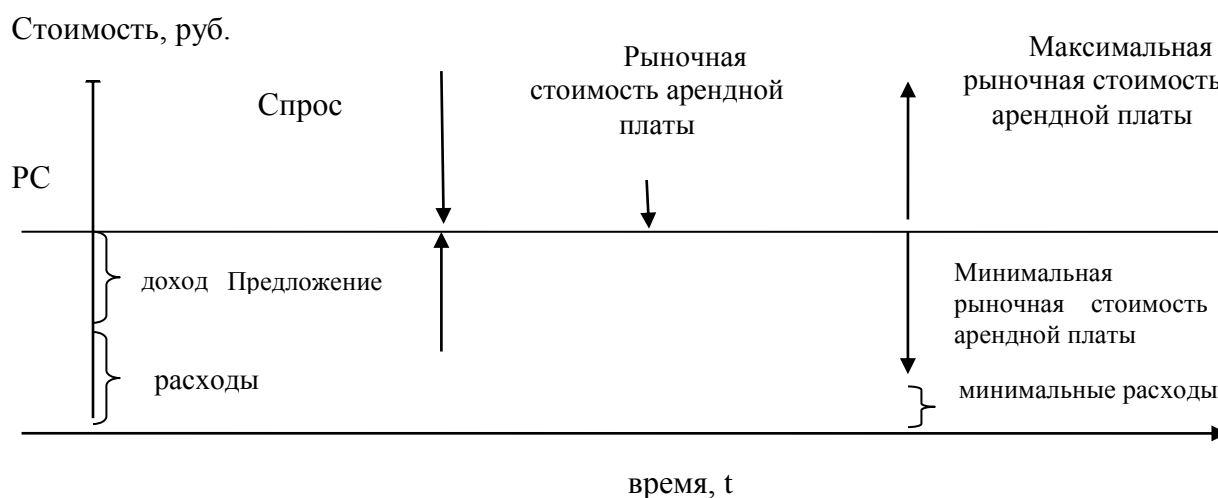 Стоимость, руб.
Рыночная
стоимость арендной
платы
Максимальная
рыночная стоимость
арендной платы
Спрос
РС
доход Предложение
Минимальная
рыночная стоимость
арендной платы
расходы
минимальные расходы
время, t